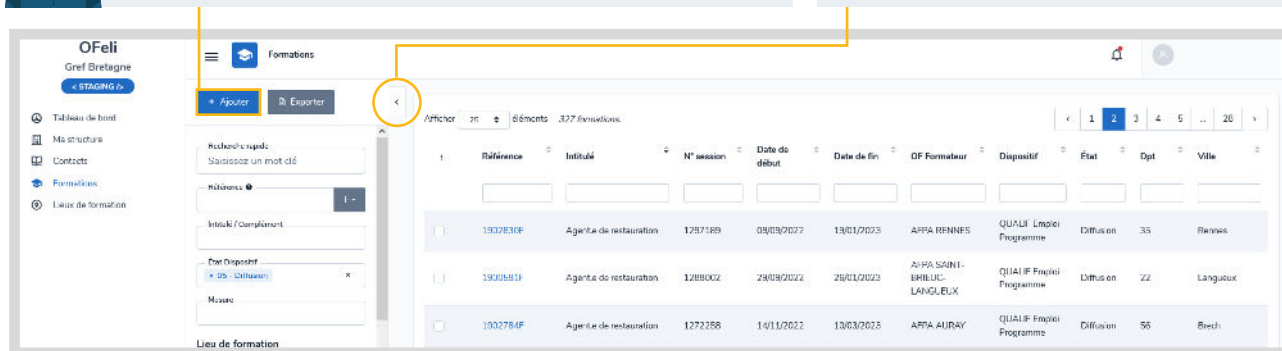 OFeli
Gref Bretagne
< STAGING />
Tableau de bord
Ma structure
Contacts
Formations
Lieux de formation
Formations
+ Ajouter
Exporter
Recherche rapide
Saisissez un mot clé
Référence
Intitulé / Complément
État Dispositif
× 05 - Diffusion ×
Mesure
Lieu de formation
Afficher éléments 327 formations.
‹ 1 2 3 4 5 ... 26 ›
Référence Intitulé N° session Date de début Date de fin OF Formateur Dispositif État Dpt Ville
1902830F Agent.e de restauration 1297189 09/09/2022 19/01/2023 AFPA RENNES QUALIF Emploi Programme Diffusion 35 Rennes
Agent.e de restauration 1288002 29/09/2022 26/01/2023 AFPA SAINT-BRIEUC-LANGUEUX QUALIF Emploi Programme Diffusion 22 Langueux
1902784F Agent.e de restauration 1272258 14/11/2022 10/03/2023 AFPA AURAY QUALIF Emploi Programme Diffusion 56 Brech